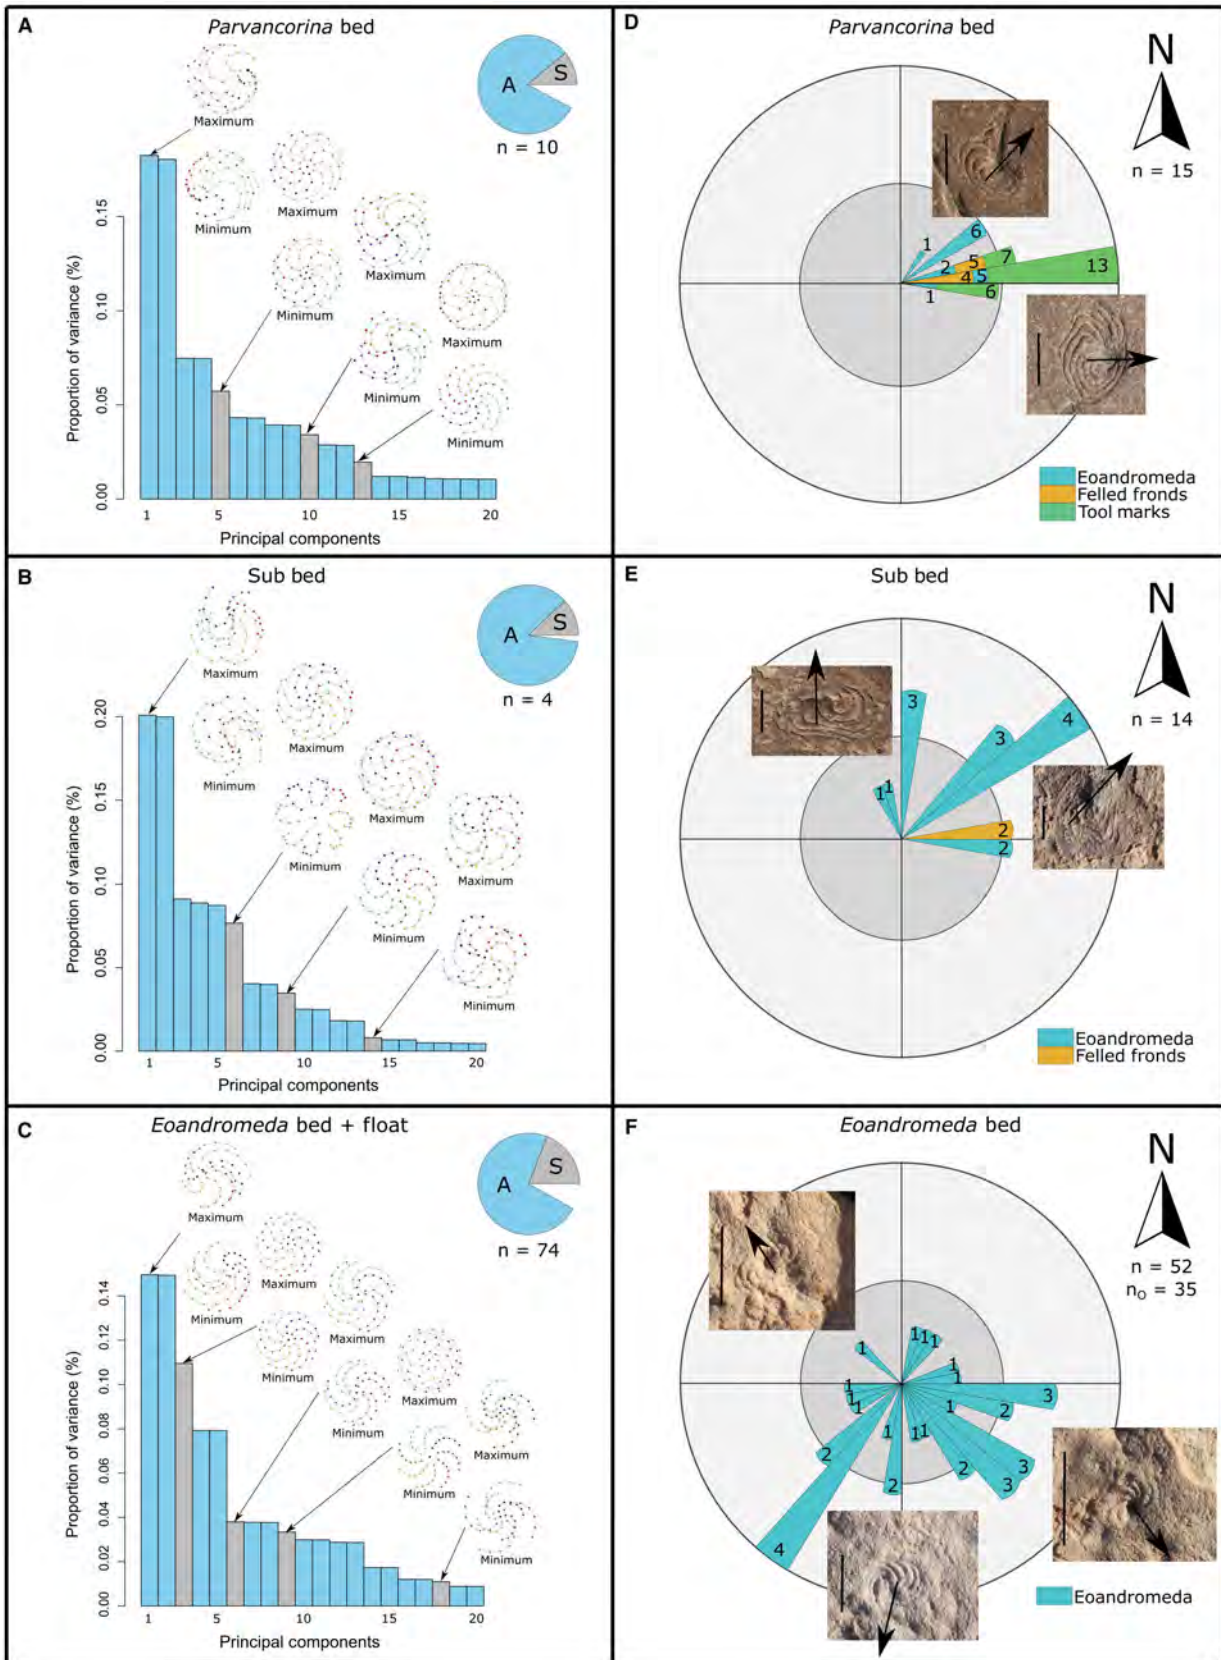 A
Parvancorina bed
A
S
n = 10
Maximum
Minimum
Maximum
Minimum
Maximum
Minimum
Maximum
Minimum
Proportion of variance (%)
0.15
0.10
0.05
0.00
1 5 10 15 20
Principal components
D
Parvancorina bed
N
n = 15
1
6
2
5
7
4
5
13
1
6
Eoandromeda
Felled fronds
Tool marks
B
Sub bed
A
S
n = 4
Maximum
Minimum
Maximum
Minimum
Maximum
Minimum
Maximum
Minimum
Proportion of variance (%)
0.20
0.15
0.10
0.05
0.00
1 5 10 15 20
Principal components
E
Sub bed
N
n = 14
1
1
3
3
4
2
2
Eoandromeda
Felled fronds
C
Eoandromeda bed + float
A
S
n = 74
Maximum
Minimum
Maximum
Minimum
Maximum
Minimum
Maximum
Minimum
Maximum
Minimum
Proportion of variance (%)
0.14
0.12
0.10
0.08
0.06
0.04
0.02
0.00
1 5 10 15 20
Principal components
F
Eoandromeda bed
N
n = 52
nO = 35
1
1
1
1
1
1
3
2
1
3
3
2
1
1
2
1
4
2
1
1
1
Eoandromeda